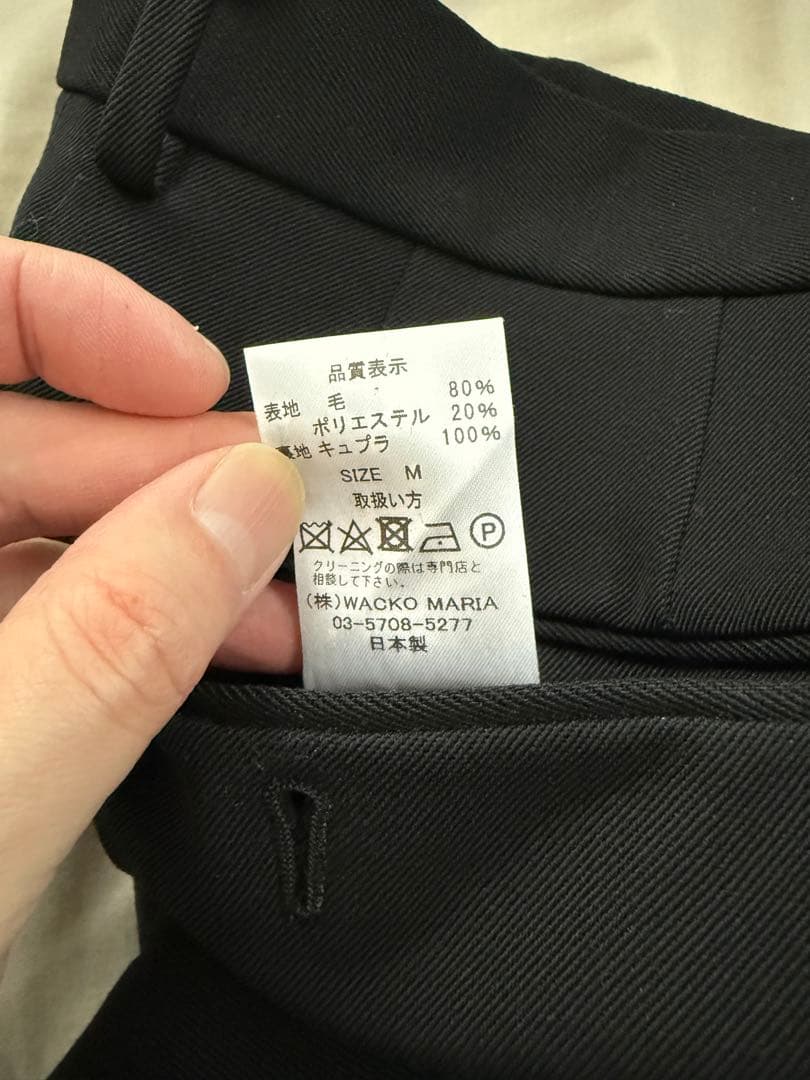 品質表示
表地 毛 80%
ポリエステル 20%
裏地 キュプラ 100%
SIZE M
取扱い方
P
クリーニングの際は専門店と
相談して下さい。
(株)WACKO MARIA
03-5708-5277
日本製